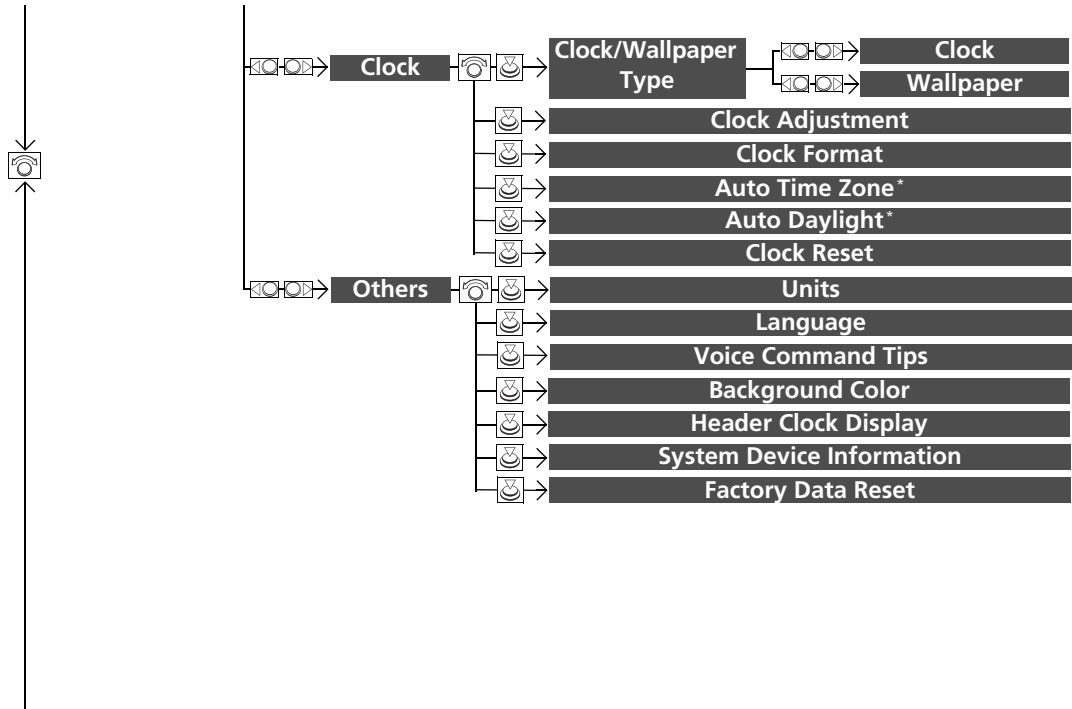 Clock
Clock/Wallpaper
Type
Clock
Wallpaper
Clock Adjustment
Clock Format
Auto Time Zone*
Auto Daylight*
Clock Reset
Others
Units
Language
Voice Command Tips
Background Color
Header Clock Display
System Device Information
Factory Data Reset